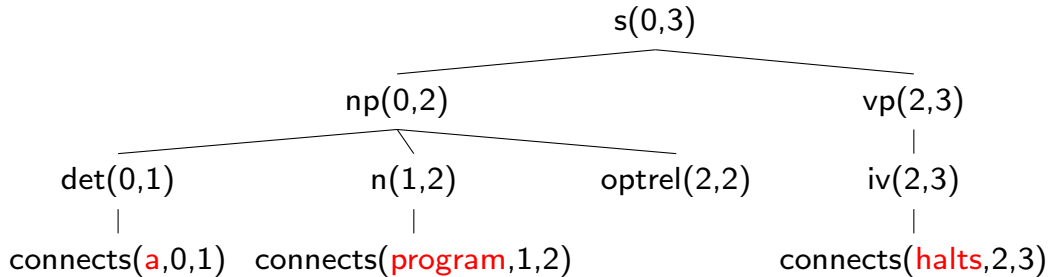 s(0,3)
np(0,2) vp(2,3)
det(0,1) n(1,2) optrel(2,2) iv(2,3)
connects(a,0,1) connects(program,1,2) connects(halts,2,3)